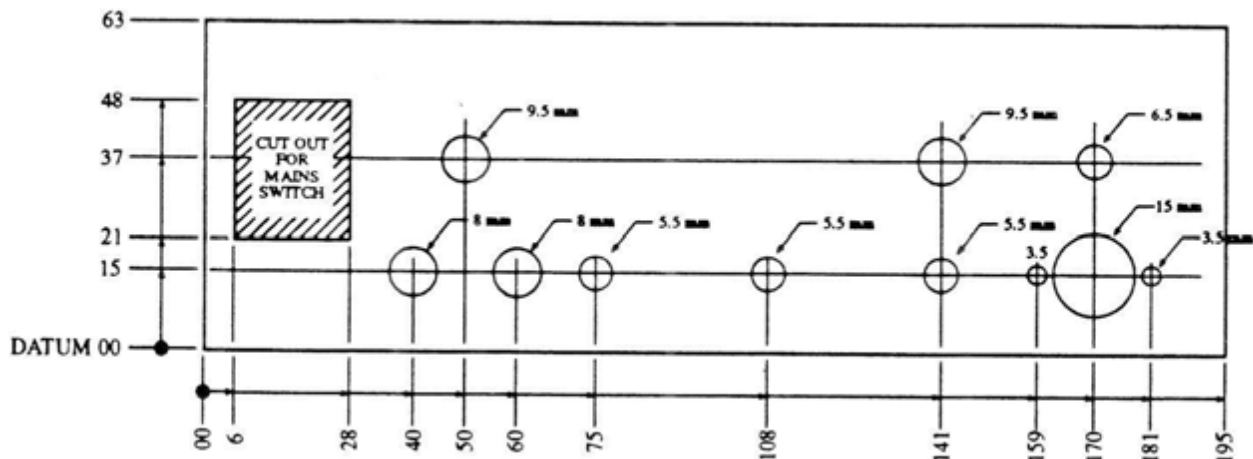 63
48
9.5 mm
9.5 mm
6.5 mm
CUT OUT
FOR
MAINS
SWITCH
37
8 mm
8 mm
5.5 mm
5.5 mm
5.5 mm
15 mm
3.5 mm
3.5
21
15
DATUM 00
00
6
28
40
50
60
75
108
141
159
170
181
195